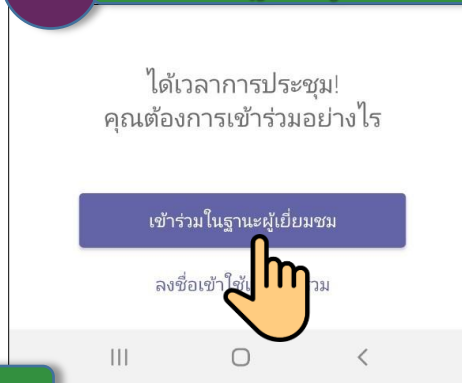 ได้เวลาการประชุม!
คุณต้องการเข้าร่วมอย่างไร
เข้าร่วมในฐานะผู้เยี่ยมชม
ลงชื่อเข้าใช้